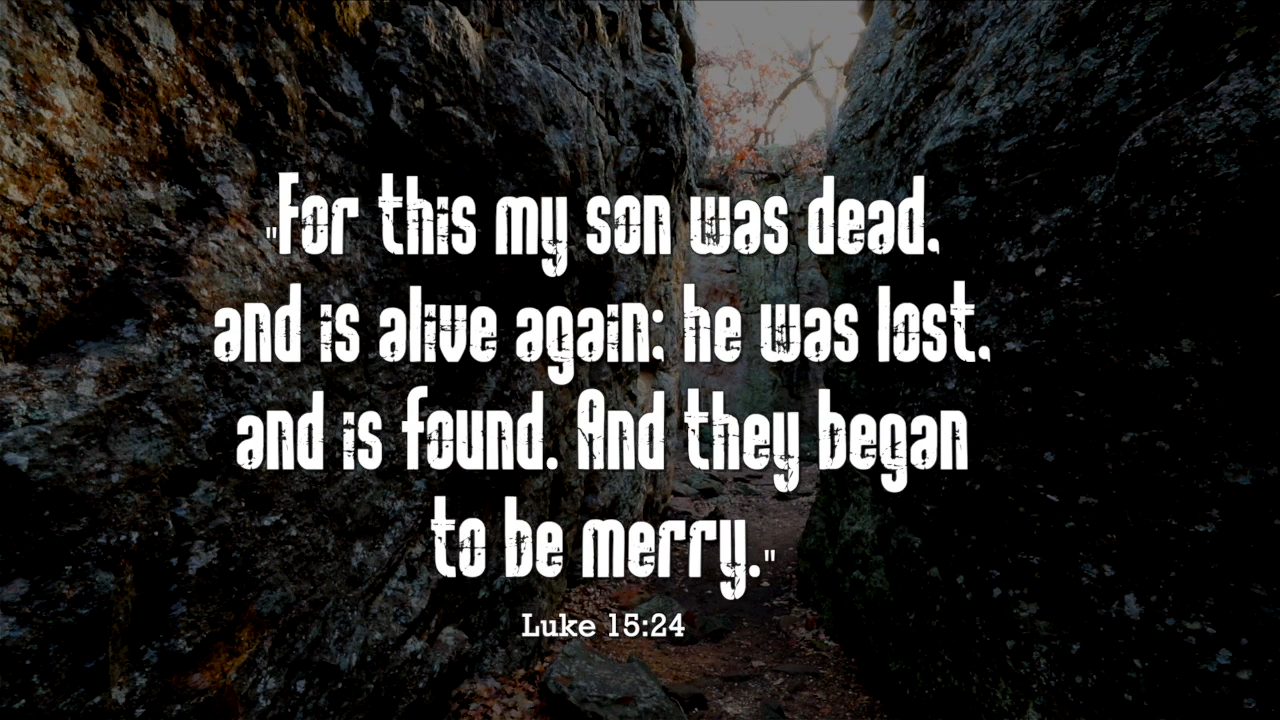 "For this my son was dead,
and is alive again; he was lost,
and is found. And they began
to be merry."
Luke 15:24